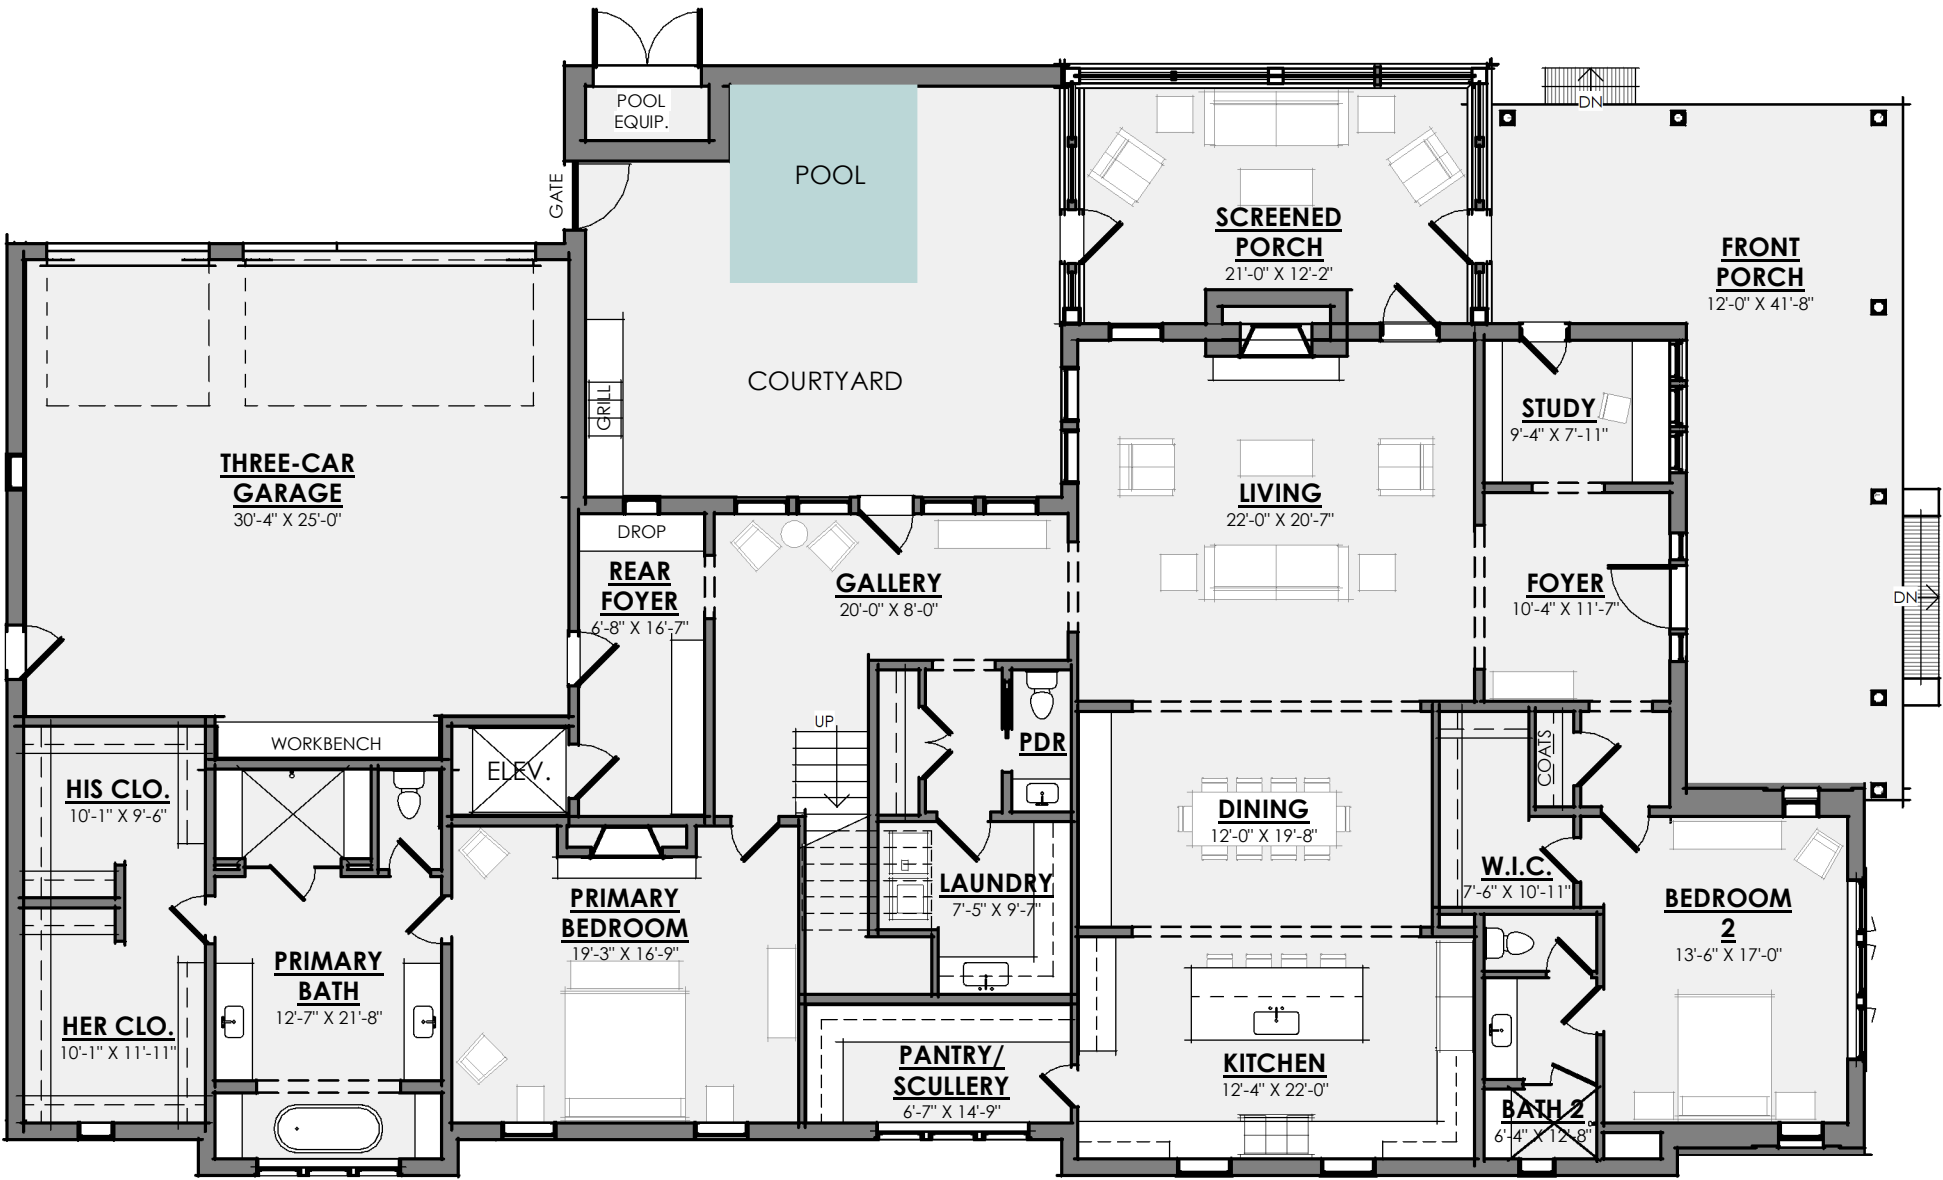 POOL
EQUIP.
DN
GATE
POOL
SCREENED
PORCH
21'-0" X 12'-2"
FRONT
PORCH
12'-0" X 41'-8"
COURTYARD
GRILL
STUDY
9'-4" X 7'-11"
THREE-CAR
GARAGE
30'-4" X 25'-0"
LIVING
22'-0" X 20'-7"
DROP
REAR
FOYER
6'-8" X 16'-7"
GALLERY
20'-0" X 8'-0"
FOYER
10'-4" X 11'-7"
DN
UP
WORKBENCH
PDR
COATS
ELEV.
HIS CLO.
10'-1" X 9'-6"
DINING
12'-0" X 19'-8"
W.I.C.
7'-6" X 10'-11"
LAUNDRY
7'-5" X 9'-7"
PRIMARY
BEDROOM
19'-3" X 16'-9"
BEDROOM
2
13'-6" X 17'-0"
PRIMARY
BATH
12'-7" X 21'-8"
HER CLO.
10'-1" X 11'-11"
PANTRY/
SCULLERY
6'-7" X 14'-9"
KITCHEN
12'-4" X 22'-0"
BATH 2
6'-4" X 12'-8"